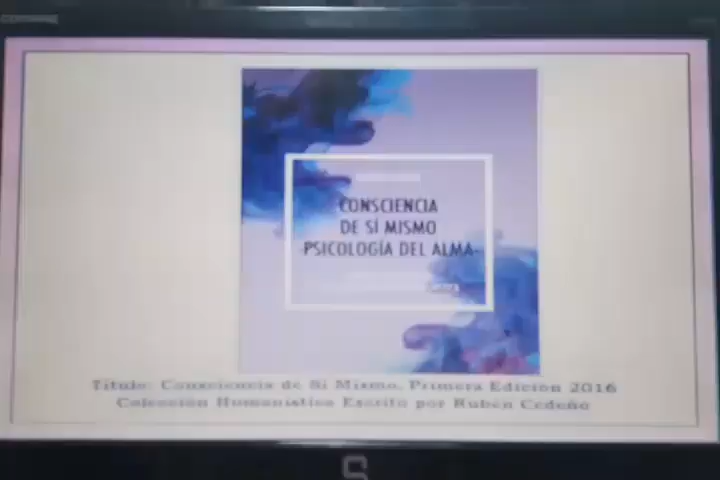 CONSCIENCIA
DE SÍ MISMO
PSICOLOGÍA DEL ALMA
Título: Consciencia de Sí Mismo. Primera Edición 2016
Colección Humanística Escrito por Rubén Cedeño